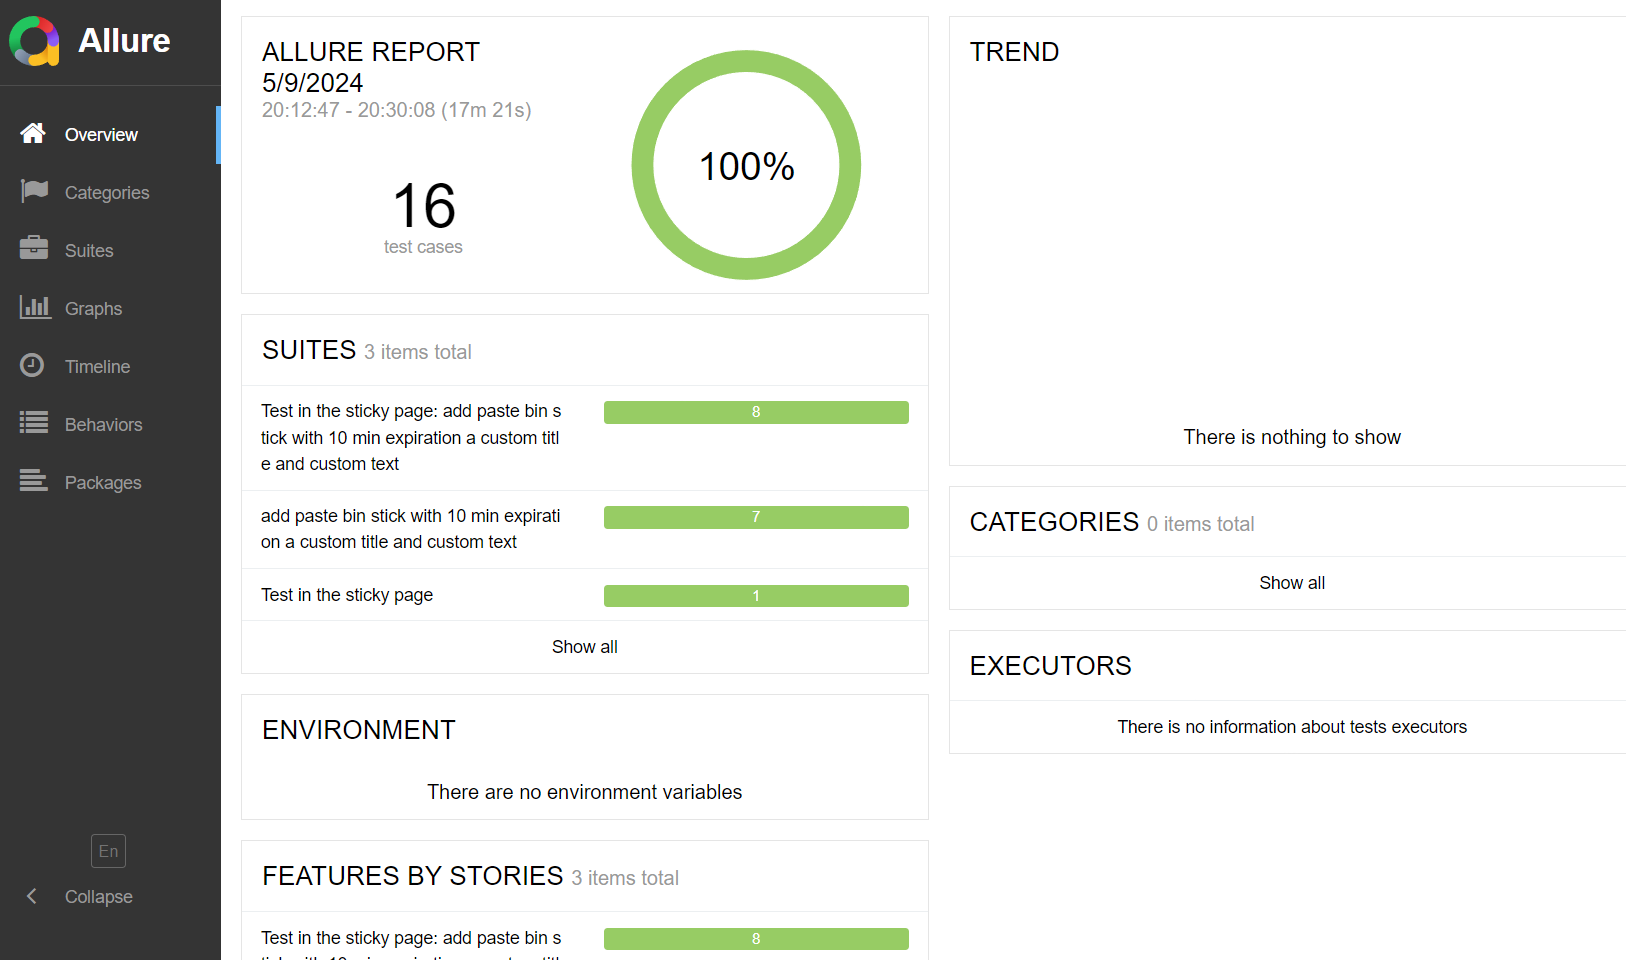 Allure
Overview
Categories
Suites
Graphs
Timeline
Behaviors
Packages
En
Collapse
ALLURE REPORT
5/9/2024
20:12:47 - 20:30:08 (17m 21s)
16
test cases
100%
SUITES 3 items total
Test in the sticky page: add paste bin s
tick with 10 min expiration a custom titl
e and custom text
8
add paste bin stick with 10 min expirati
on a custom title and custom text
7
Test in the sticky page
1
Show all
ENVIRONMENT
There are no environment variables
FEATURES BY STORIES 3 items total
Test in the sticky page: add paste bin s
8
TREND
There is nothing to show
CATEGORIES 0 items total
Show all
EXECUTORS
There is no information about tests executors